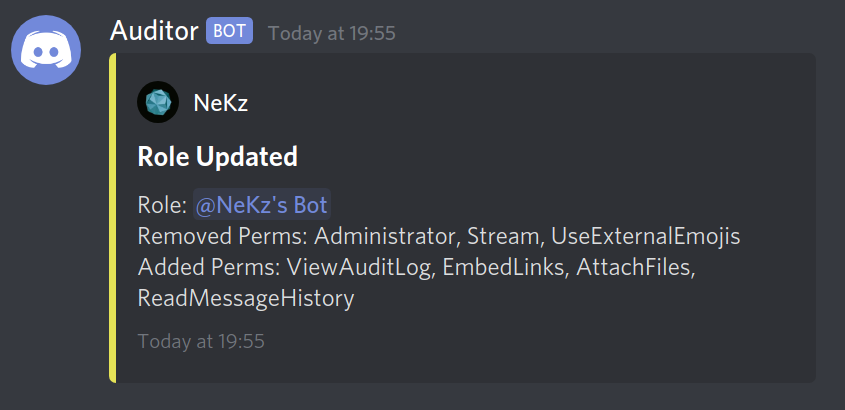 Auditor BOT Today at 19:55
NeKz
Role Updated
Role: @NeKz's Bot
Removed Perms: Administrator, Stream, UseExternalEmojis
Added Perms: ViewAuditLog, EmbedLinks, AttachFiles,
ReadMessageHistory
Today at 19:55